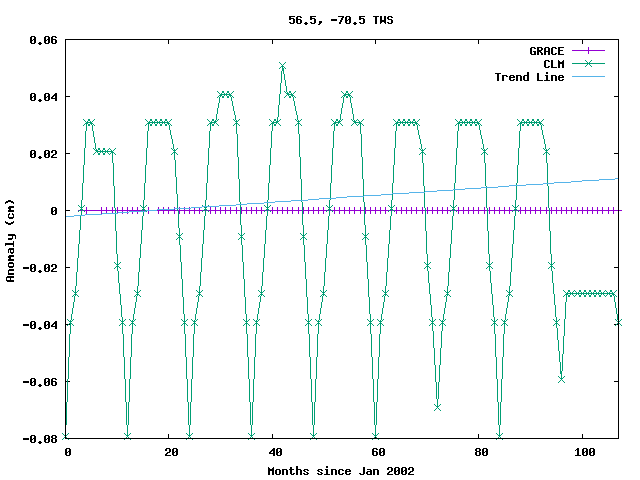 56.5, -70.5 TWS
GRACE
CLM
Trend Line
0.06
0.04
0.02
0
-0.02
-0.04
-0.06
-0.08
Anomaly (cm)
0 20 40 60 80 100
Months since Jan 2002